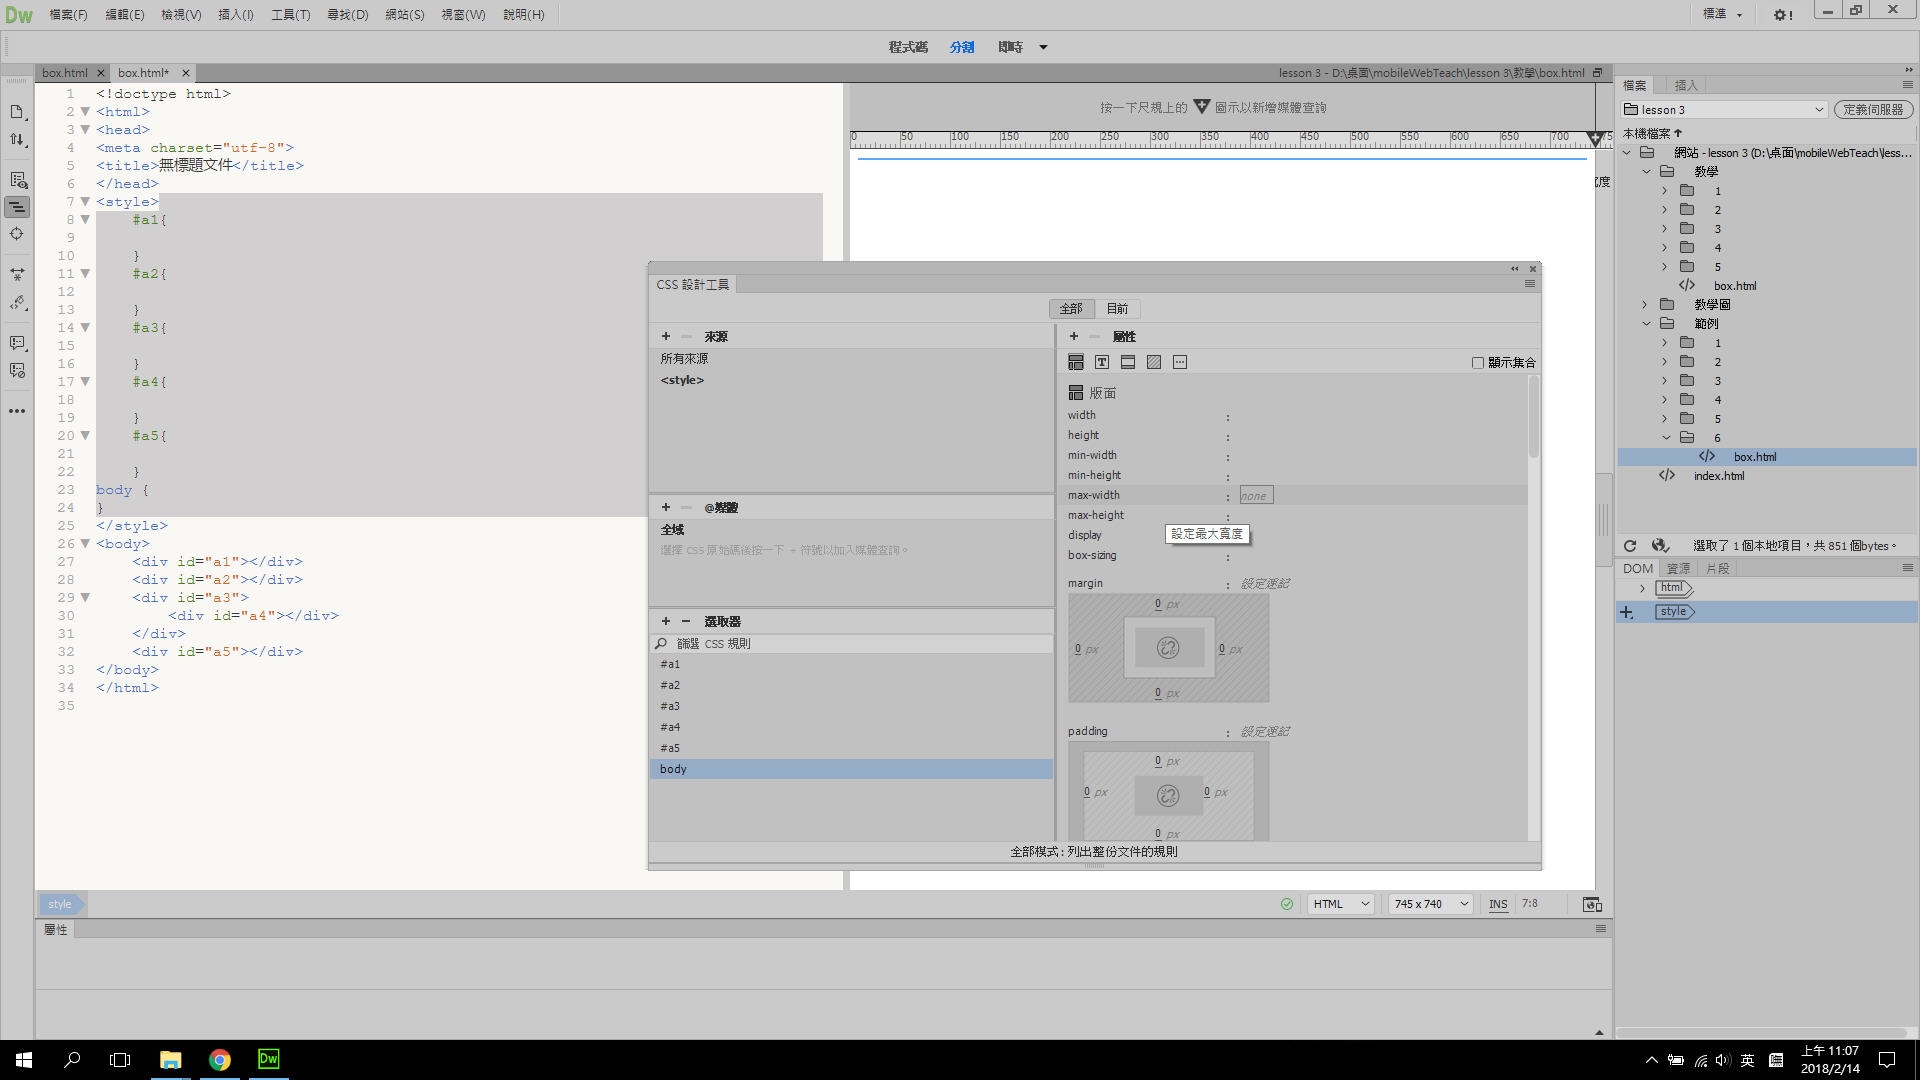 Dw 檔案(F) 編輯(E) 檢視(V) 插入(I) 工具(T) 尋找(D) 網站(S) 視窗(W) 說明(H) 標準
程式碼 分割 即時
box.html × box.html* × lesson 3 - D:\桌面\mobileWebTeach\lesson 3\教學\box.html
1 <!doctype html>
2 <html>
3 <head>
4 <meta charset="utf-8">
5 <title>無標題文件</title>
6 </head>
7 <style>
8 #a1{
9
10 }
11 #a2{
12
13 }
14 #a3{
15
16 }
17 #a4{
18
19 }
20 #a5{
21
22 }
23 body {
24 }
25 </style>
26 <body>
27 <div id="a1"></div>
28 <div id="a2"></div>
29 <div id="a3">
30 <div id="a4"></div>
31 </div>
32 <div id="a5"></div>
33 </body>
34 </html>
35
按一下尺規上的 圖示以新增媒體查詢
0 50 100 150 200 250 300 350 400 450 500 550 600 650 700 75
寬度
CSS 設計工具
全部 目前
+ − 來源
所有來源
<style>
+ − @媒體
全域
選擇 CSS 原始碼後按一下 + 符號以加入媒體查詢。
+ − 選取器
篩選 CSS 規則
#a1
#a2
#a3
#a4
#a5
body
+ − 屬性
T 顯示集合
版面
width :
height :
min-width :
min-height :
max-width : none
max-height :
設定最大寬度
display
box-sizing :
margin : 設定速記
0 px
0 px 0 px
0 px
padding : 設定速記
0 px
0 px 0 px
0 px
全部模式 : 列出整份文件的規則
style HTML 745 x 740 INS 7:8
屬性
檔案 插入
lesson 3 定義伺服器
本機檔案
網站 - lesson 3 (D:\桌面\mobileWebTeach\less...
教學
1
2
3
4
5
box.html
教學圖
範例
1
2
3
4
5
6
box.html
index.html
選取了 1 個本地項目，共 851 個bytes。
DOM 資源 片段
html
style
Dw 英 上午 11:07
2018/2/14